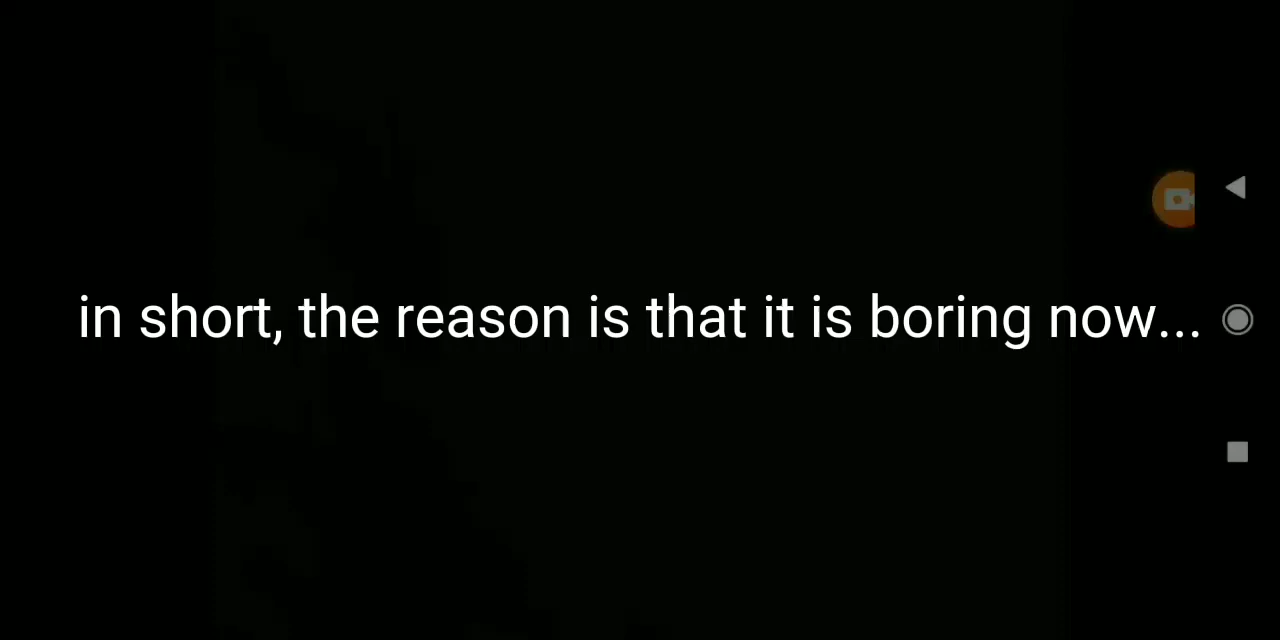 in short, the reason is that it is boring now...